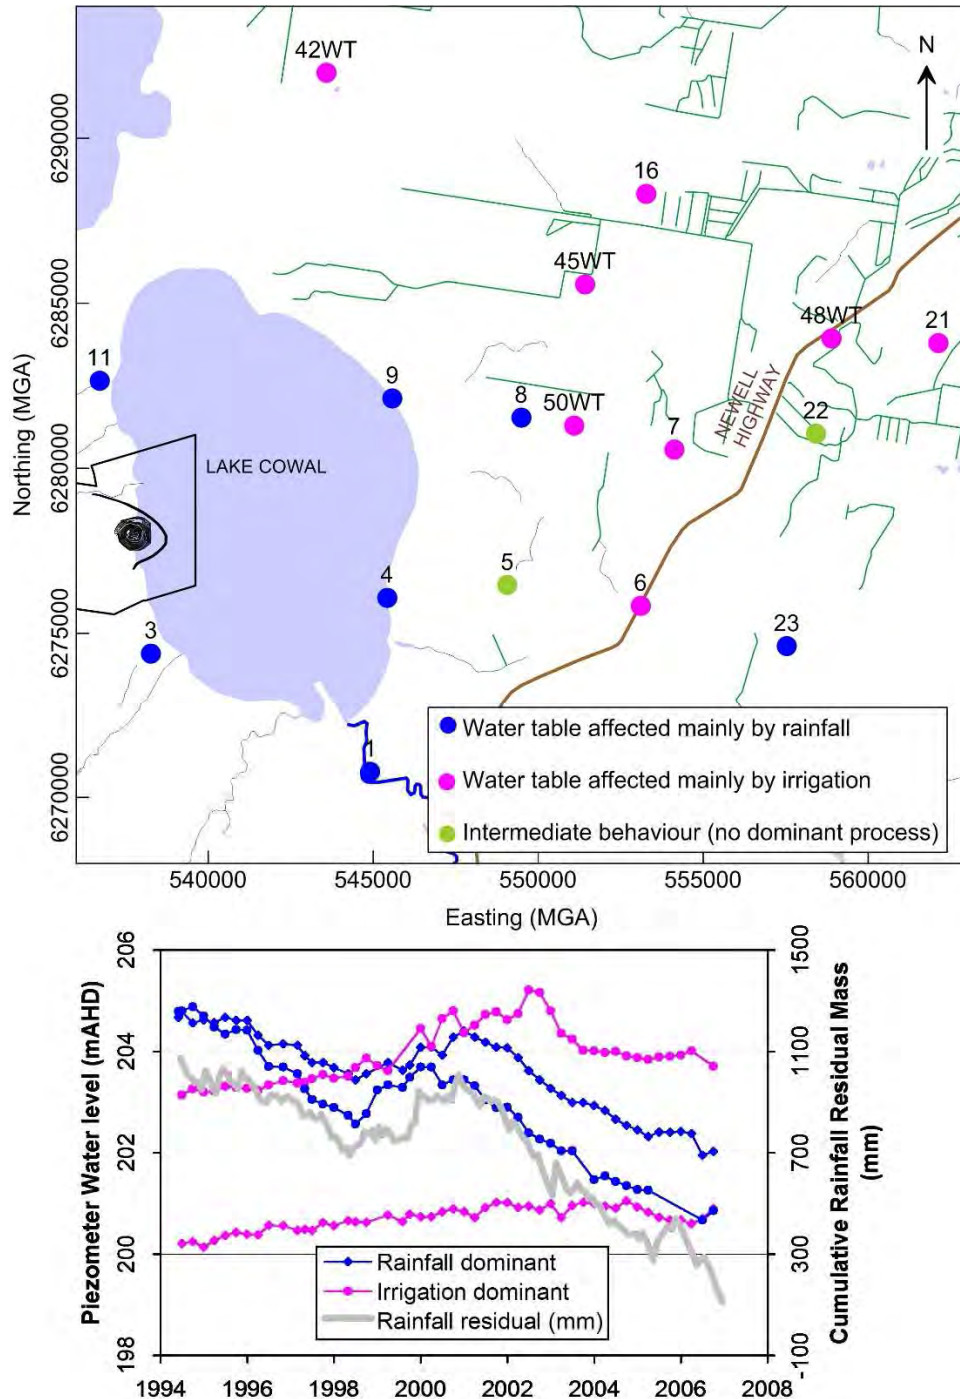 42WT
N
6290000
16
45WT
6285000
48WT
21
11
9
8
50WT
7
NEWELL
HIGHWAY
22
Northing (MGA)
6280000
LAKE COWAL
5
4
6
3
23
6275000
Water table affected mainly by rainfall
1
Water table affected mainly by irrigation
6270000
Intermediate behaviour (no dominant process)
540000 545000 550000 555000 560000
Easting (MGA)
206 1500
204 1100
202 700
200 300
198 -100
Piezometer Water level (mAHD)
Cumulative Rainfall Residual Mass
(mm)
Rainfall dominant
Irrigation dominant
Rainfall residual (mm)
1994 1996 1998 2000 2002 2004 2006 2008